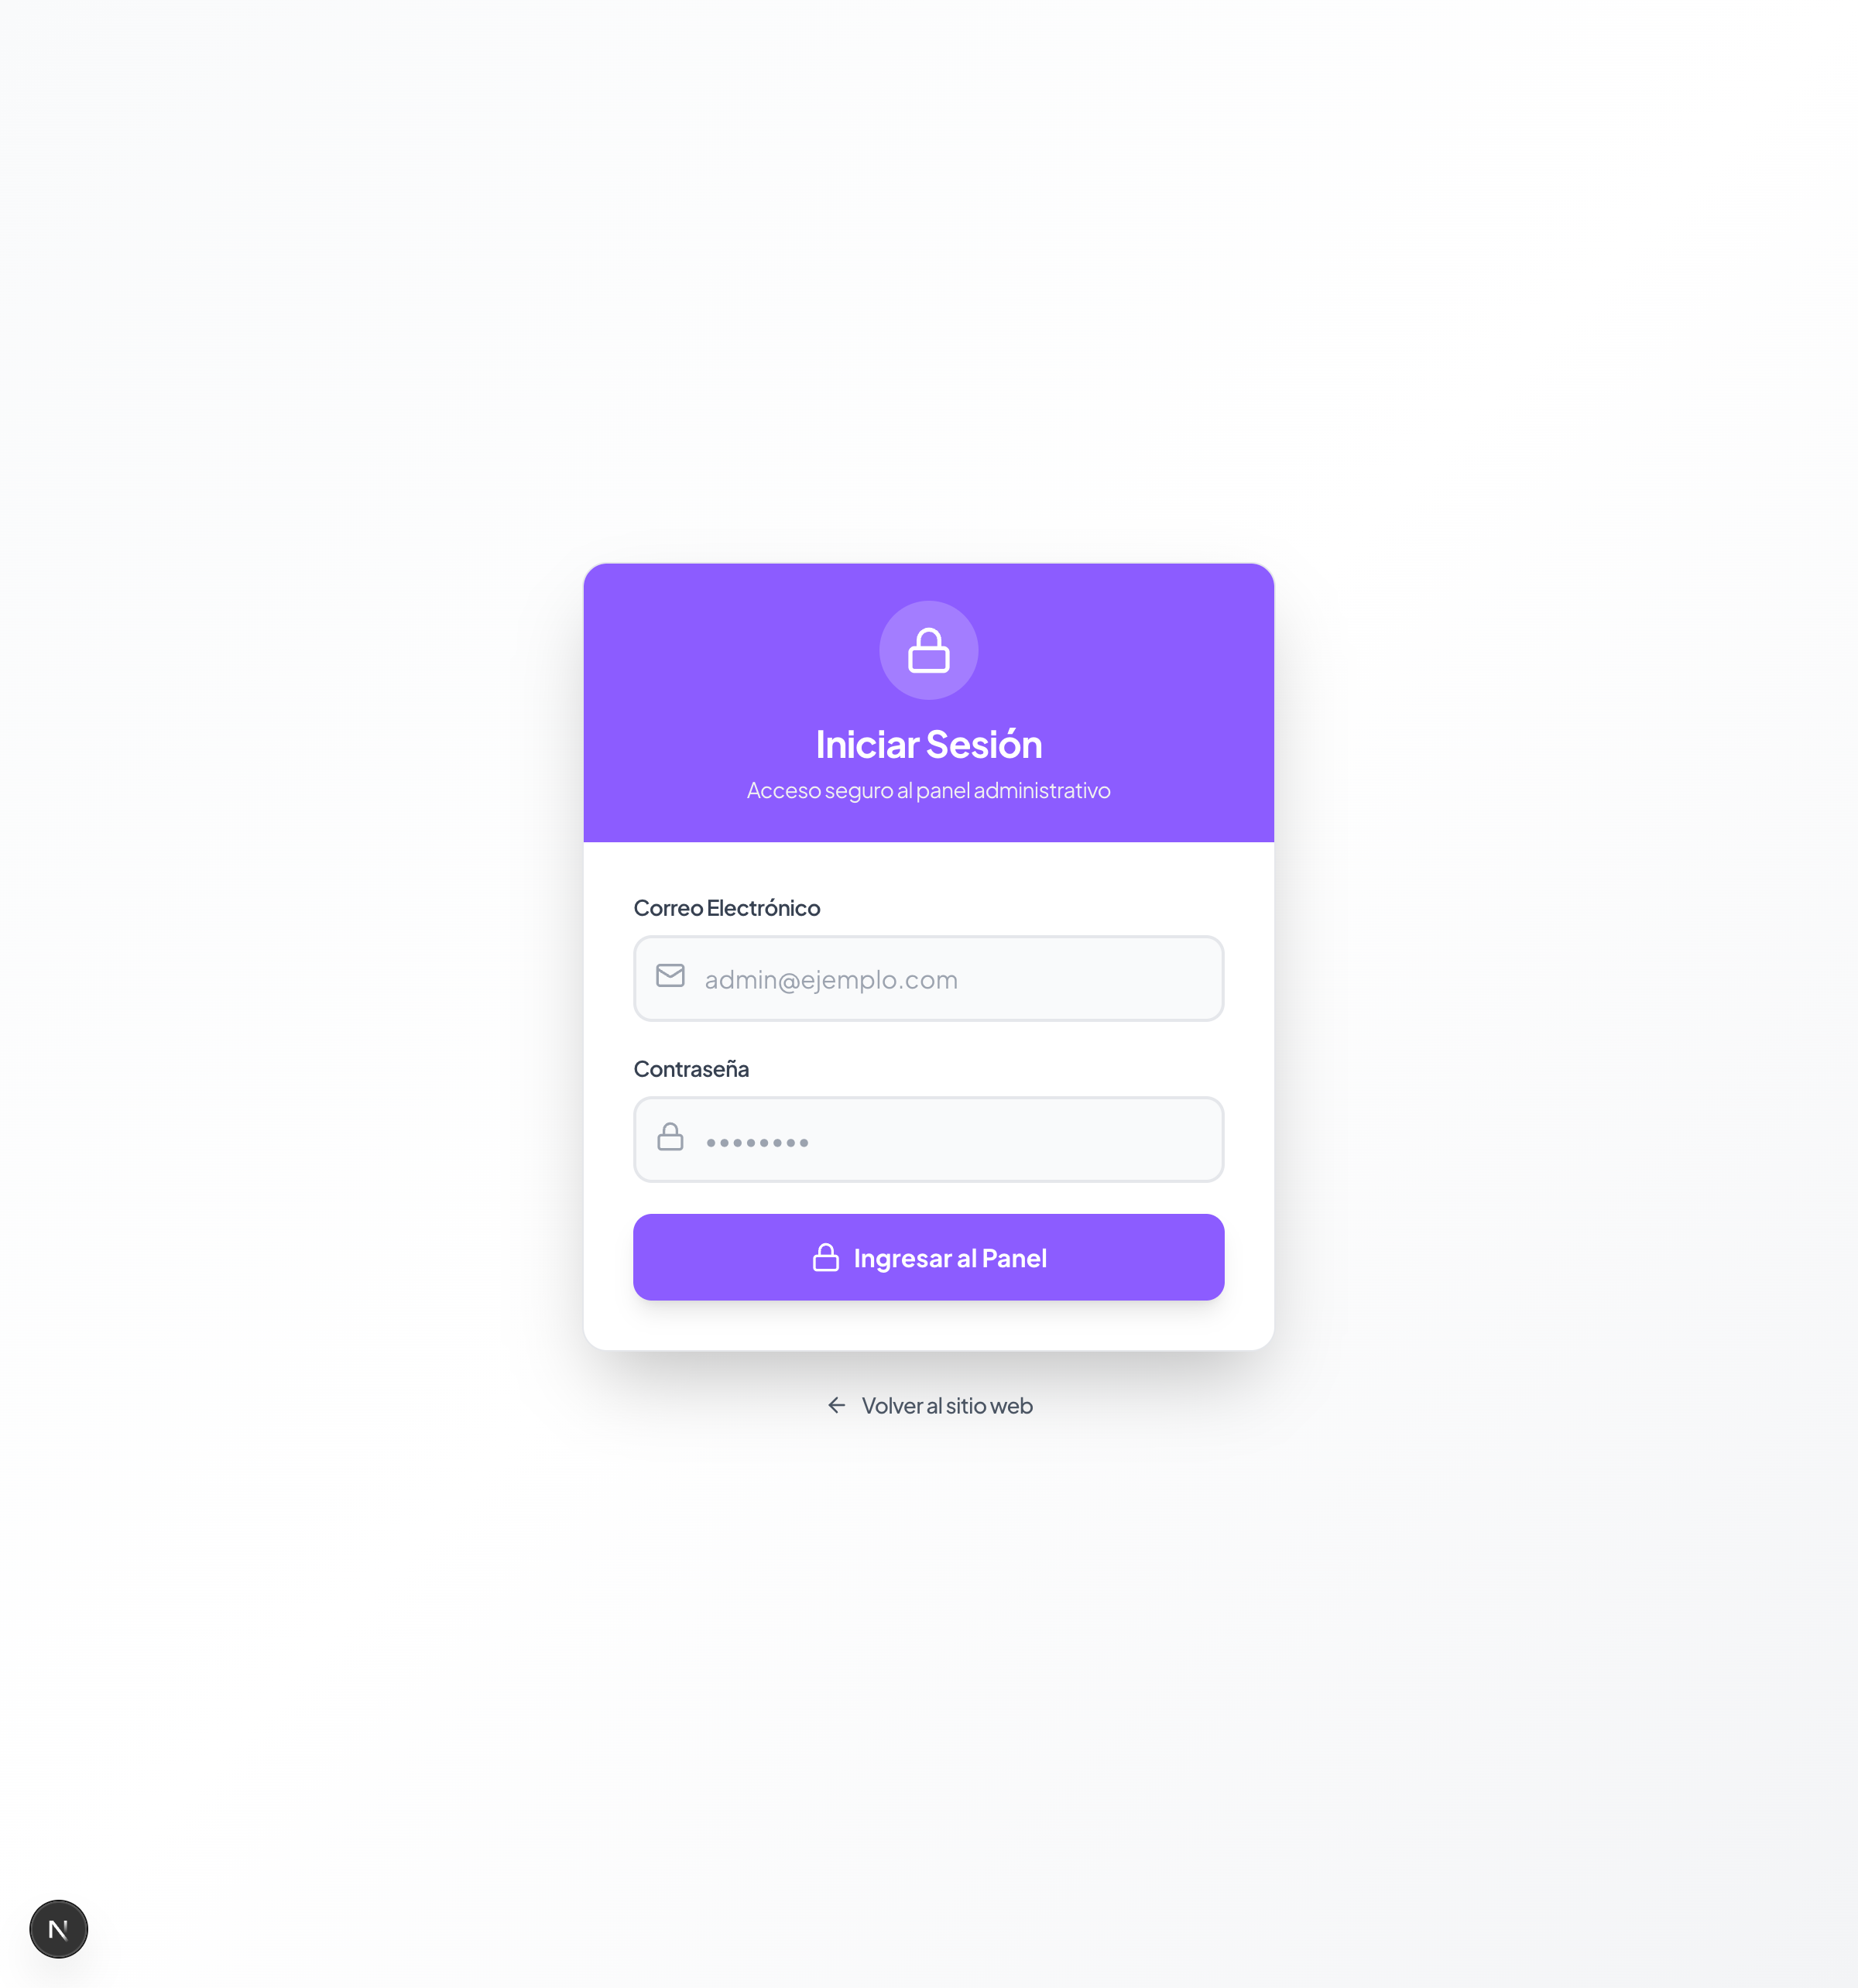 Iniciar Sesión
Acceso seguro al panel administrativo
Correo Electrónico
admin@ejemplo.com
Contraseña
••••••••
Ingresar al Panel
Volver al sitio web
N